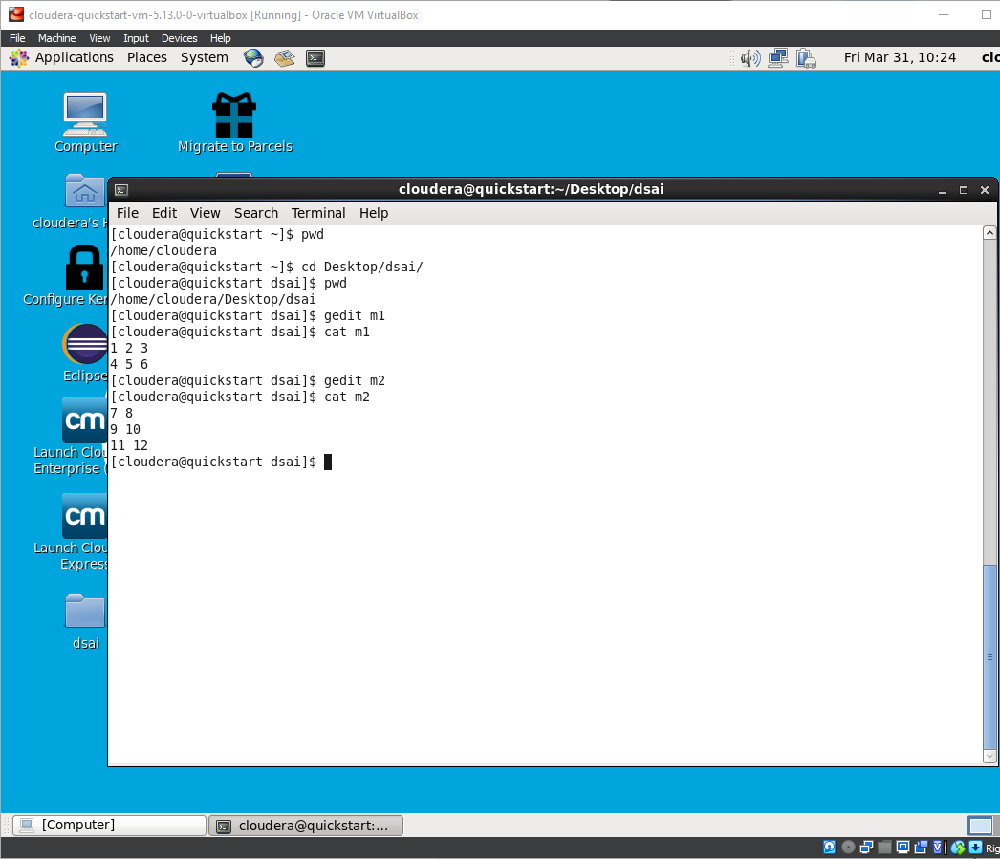 cloudera-quickstart-vm-5.13.0-0-virtualbox [Running] - Oracle VM VirtualBox
File Machine View Input Devices Help
Applications Places System Fri Mar 31, 10:24 clo
Computer
Migrate to Parcels
cloudera's H
Configure Ker
Eclipse
cm
Launch Clou
Enterprise (
cm
Launch Clou
Express
dsai
cloudera@quickstart:~/Desktop/dsai
File Edit View Search Terminal Help
[cloudera@quickstart ~]$ pwd
/home/cloudera
[cloudera@quickstart ~]$ cd Desktop/dsai/
[cloudera@quickstart dsai]$ pwd
/home/cloudera/Desktop/dsai
[cloudera@quickstart dsai]$ gedit m1
[cloudera@quickstart dsai]$ cat m1
1 2 3
4 5 6
[cloudera@quickstart dsai]$ gedit m2
[cloudera@quickstart dsai]$ cat m2
7 8
9 10
11 12
[cloudera@quickstart dsai]$
[Computer]
cloudera@quickstart:...
Rig